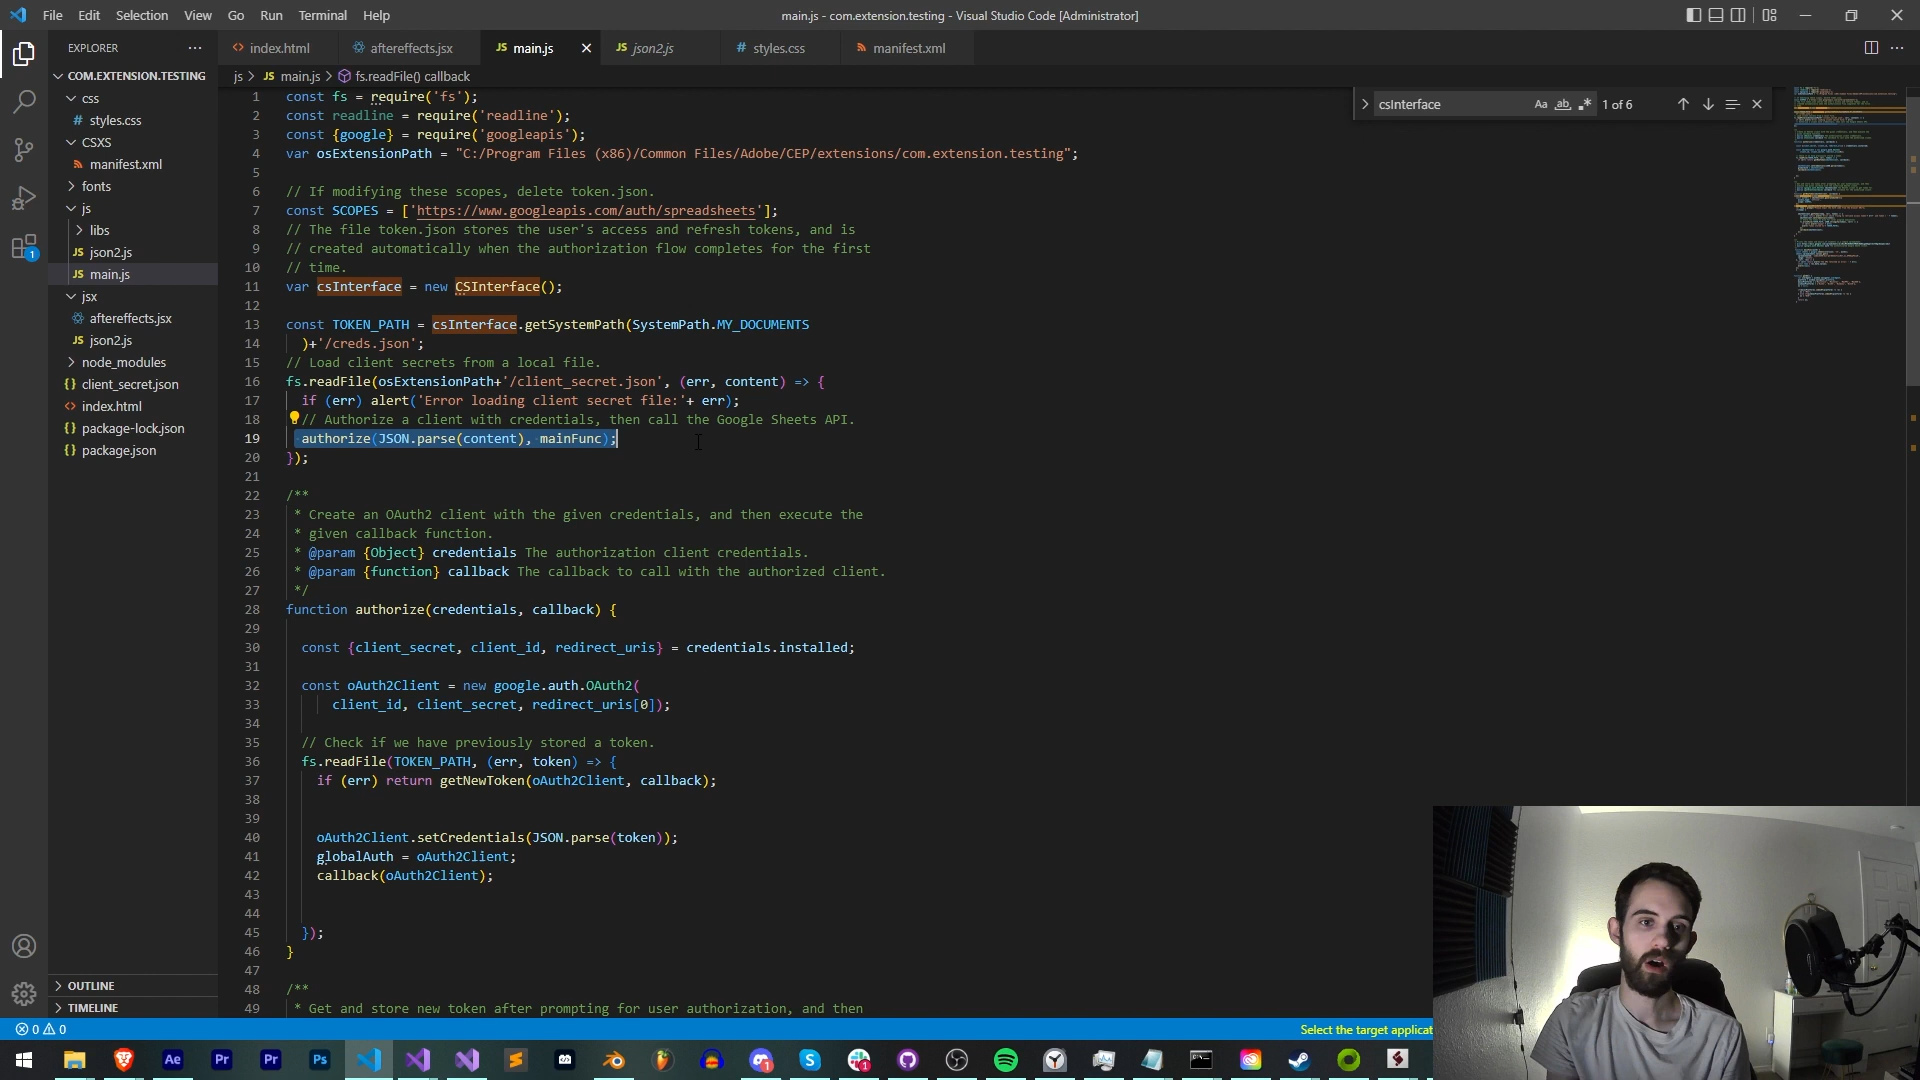 File Edit Selection View Go Run Terminal Help
main.js - com.extension.testing - Visual Studio Code [Administrator]
EXPLORER
COM.EXTENSION.TESTING
css
# styles.css
CSXS
manifest.xml
fonts
js
libs
JS json2.js
JS main.js
jsx
aftereffects.jsx
JS json2.js
node_modules
{} client_secret.json
<> index.html
{} package-lock.json
{} package.json
OUTLINE
TIMELINE
<> index.html
aftereffects.jsx
JS main.js
JS json2.js
# styles.css
manifest.xml
js > JS main.js > fs.readFile() callback
csInterface Aa ab 1 of 6
1 const fs = require('fs');
2 const readline = require('readline');
3 const {google} = require('googleapis');
4 var osExtensionPath = "C:/Program Files (x86)/Common Files/Adobe/CEP/extensions/com.extension.testing";
5
6 // If modifying these scopes, delete token.json.
7 const SCOPES = ['https://www.googleapis.com/auth/spreadsheets'];
8 // The file token.json stores the user's access and refresh tokens, and is
9 // created automatically when the authorization flow completes for the first
10 // time.
11 var csInterface = new CSInterface();
12
13 const TOKEN_PATH = csInterface.getSystemPath(SystemPath.MY_DOCUMENTS
14 )+'/creds.json';
15 // Load client secrets from a local file.
16 fs.readFile(osExtensionPath+'/client_secret.json', (err, content) => {
17 if (err) alert('Error loading client secret file:'+ err);
18 // Authorize a client with credentials, then call the Google Sheets API.
19 authorize(JSON.parse(content), mainFunc);
20 });
21
22 /**
23 * Create an OAuth2 client with the given credentials, and then execute the
24 * given callback function.
25 * @param {Object} credentials The authorization client credentials.
26 * @param {function} callback The callback to call with the authorized client.
27 */
28 function authorize(credentials, callback) {
29
30 const {client_secret, client_id, redirect_uris} = credentials.installed;
31
32 const oAuth2Client = new google.auth.OAuth2(
33 client_id, client_secret, redirect_uris[0]);
34
35 // Check if we have previously stored a token.
36 fs.readFile(TOKEN_PATH, (err, token) => {
37 if (err) return getNewToken(oAuth2Client, callback);
38
39
40 oAuth2Client.setCredentials(JSON.parse(token));
41 globalAuth = oAuth2Client;
42 callback(oAuth2Client);
43
44
45 });
46 }
47
48 /**
49 * Get and store new token after prompting for user authorization, and then
0 0
Select the target applicat
Ae Pr Pr Ps